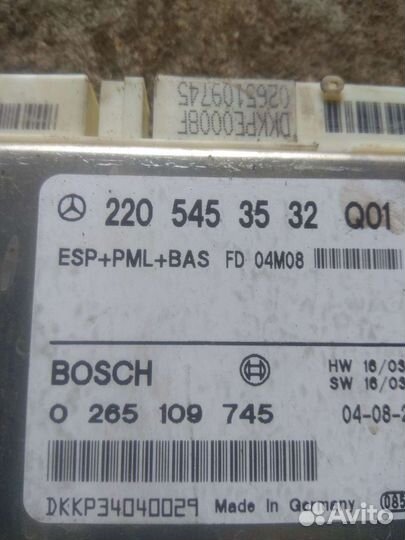 0265109745
DKKPE0008F
220 545 35 32 Q01
ESP+PML+BAS FD 04M08
BOSCH
HW 16/03
SW 16/03
0 265 109 745
04-08-2
DKKP34040029 Made in Germany
Avito